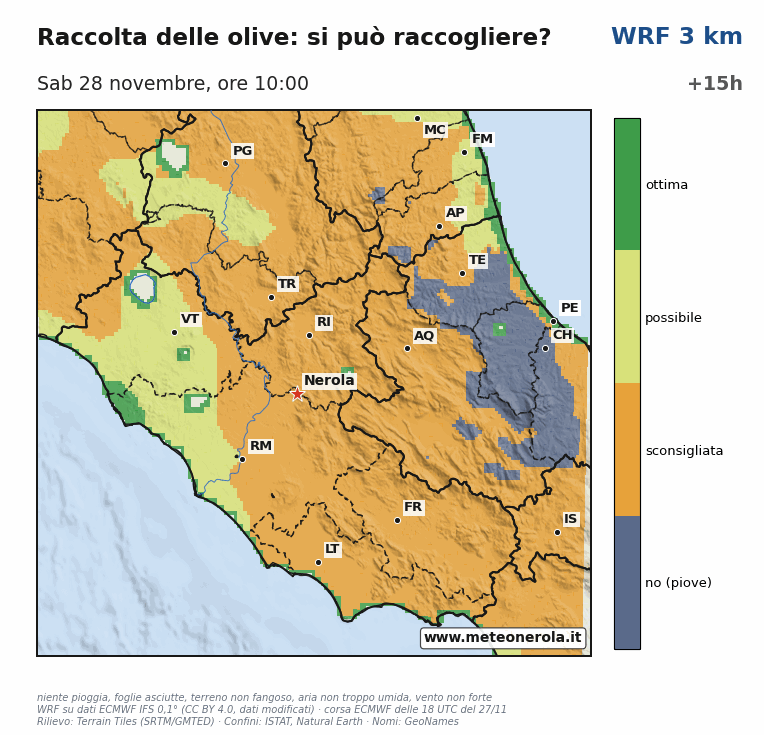 Raccolta delle olive: si può raccogliere?
WRF 3 km
Sab 28 novembre, ore 10:00
+15h
MC
FM
PG
AP
TE
TR
PE
VT
RI
AQ
CH
Nerola
RM
FR
IS
LT
www.meteonerola.it
ottima
possibile
sconsigliata
no (piove)
niente pioggia, foglie asciutte, terreno non fangoso, aria non troppo umida, vento non forte
WRF su dati ECMWF IFS 0,1° (CC BY 4.0, dati modificati) · corsa ECMWF delle 18 UTC del 27/11
Rilievo: Terrain Tiles (SRTM/GMTED) · Confini: ISTAT, Natural Earth · Nomi: GeoNames